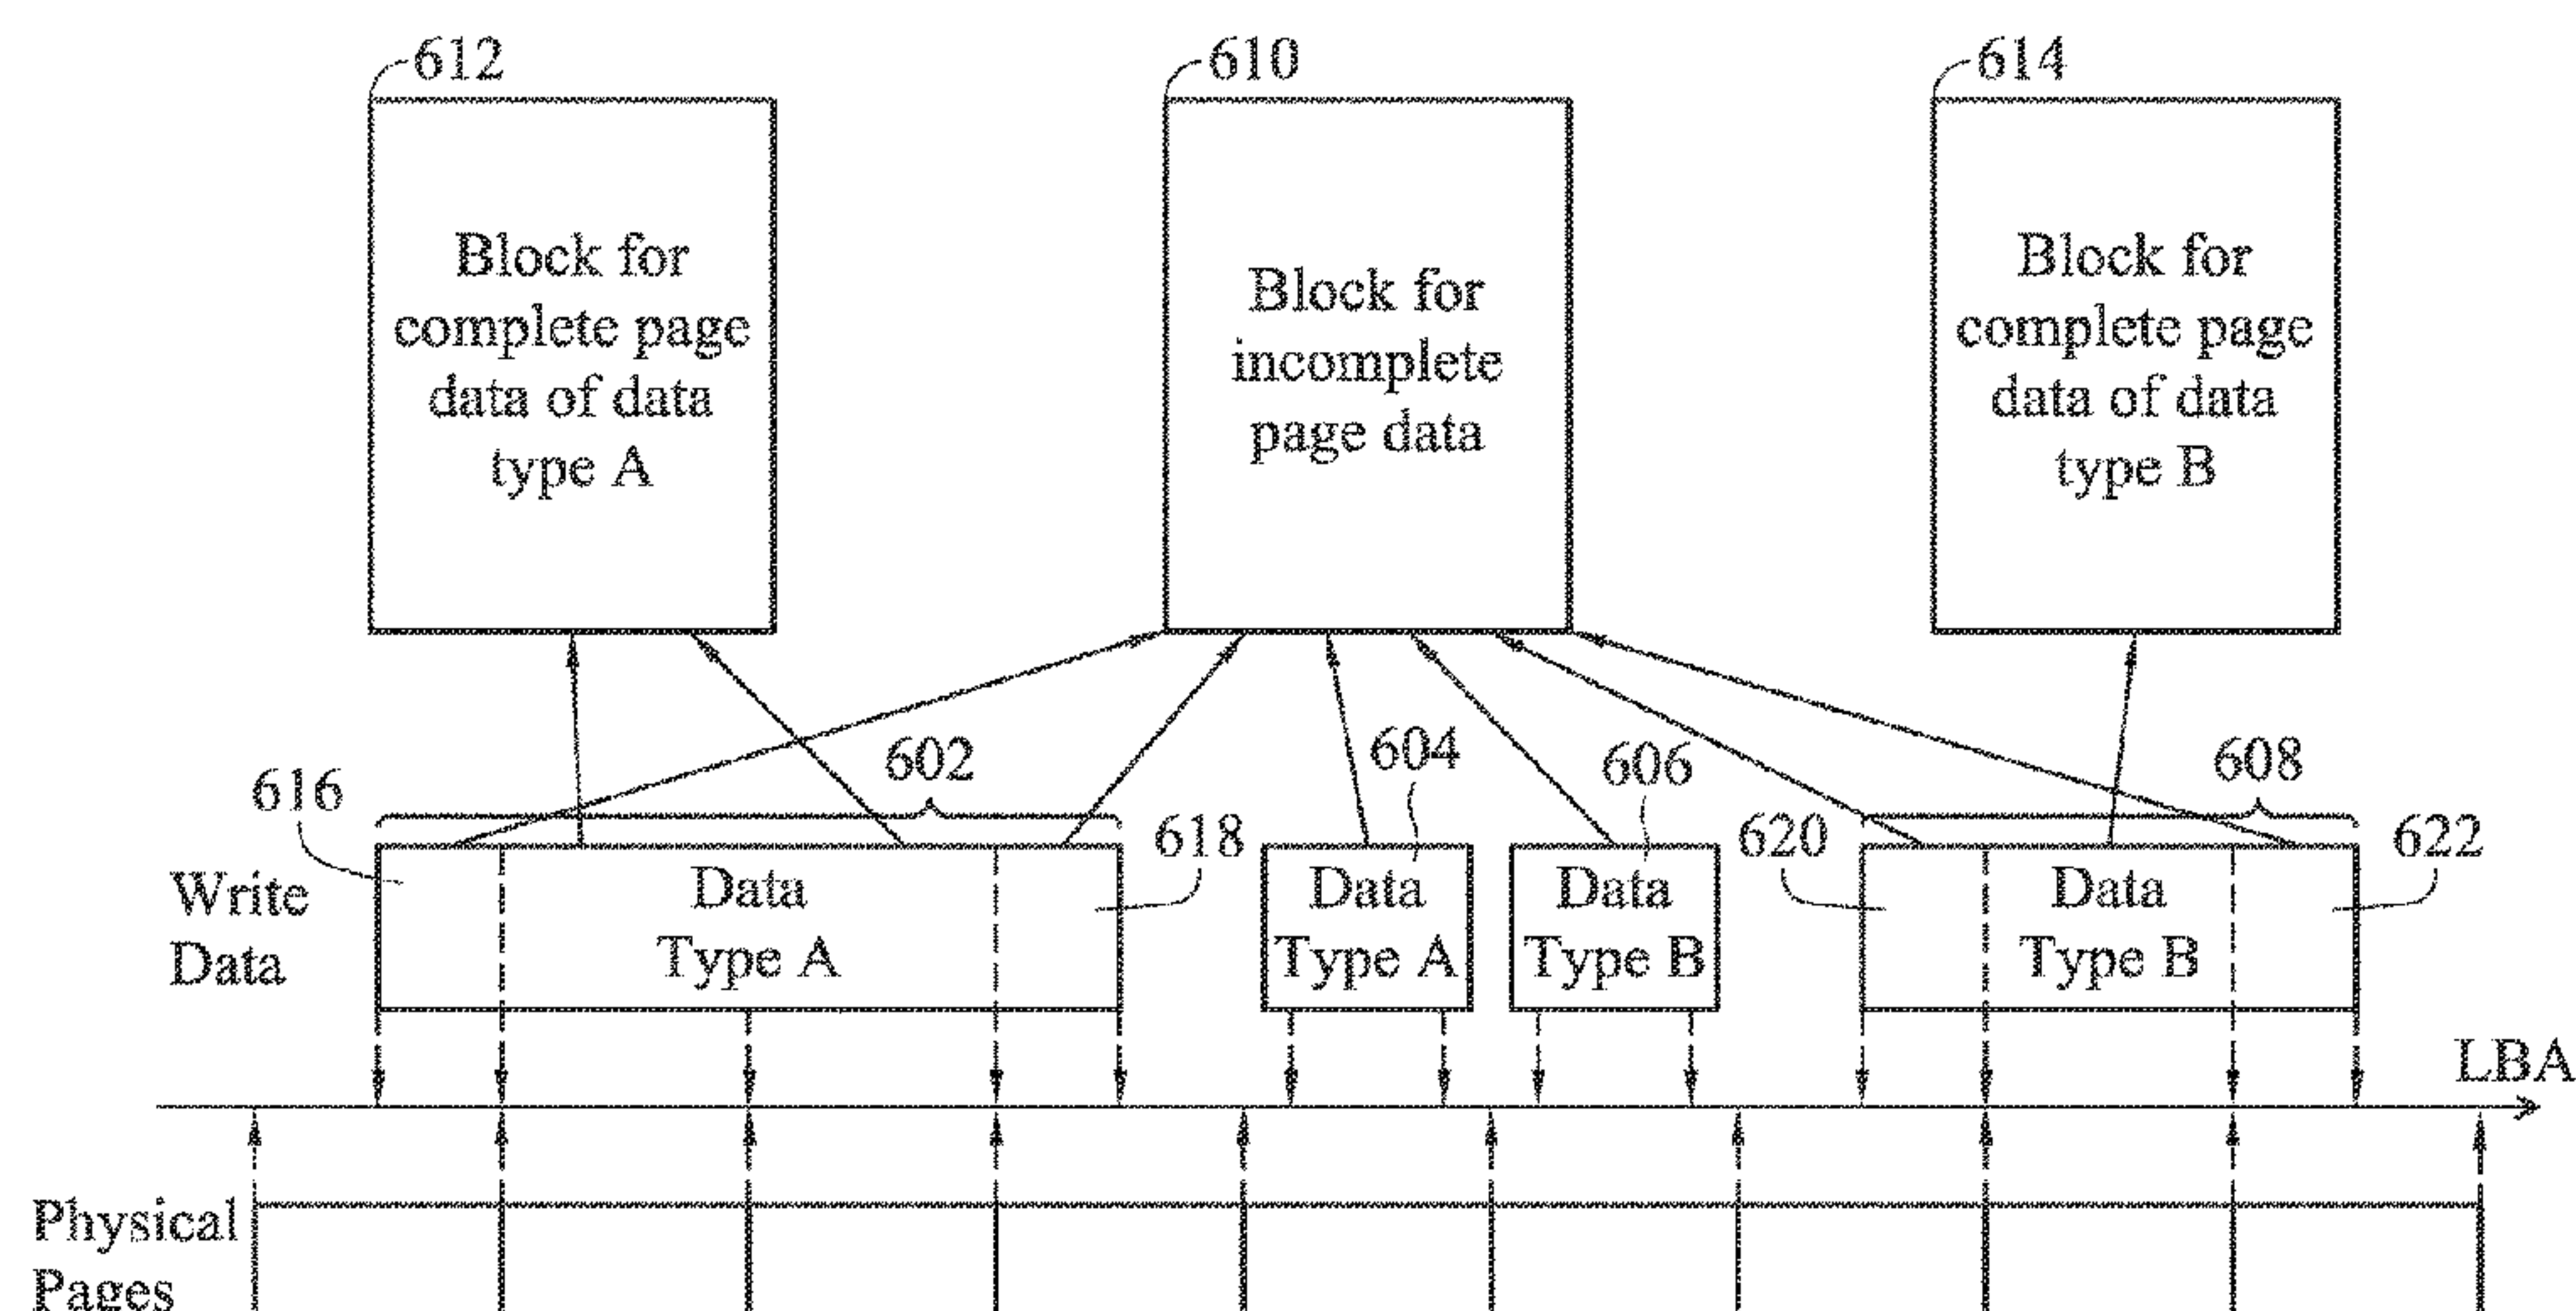 612
610
614
Block for
complete page
data of data
type A
Block for
incomplete
page data
Block for
complete page
data of data
type B
602
604
606
608
616
618
620
622
Write
Data
Data
Type A
Data
Type A
Data
Type B
Data
Type B
LBA
Physical
Pages